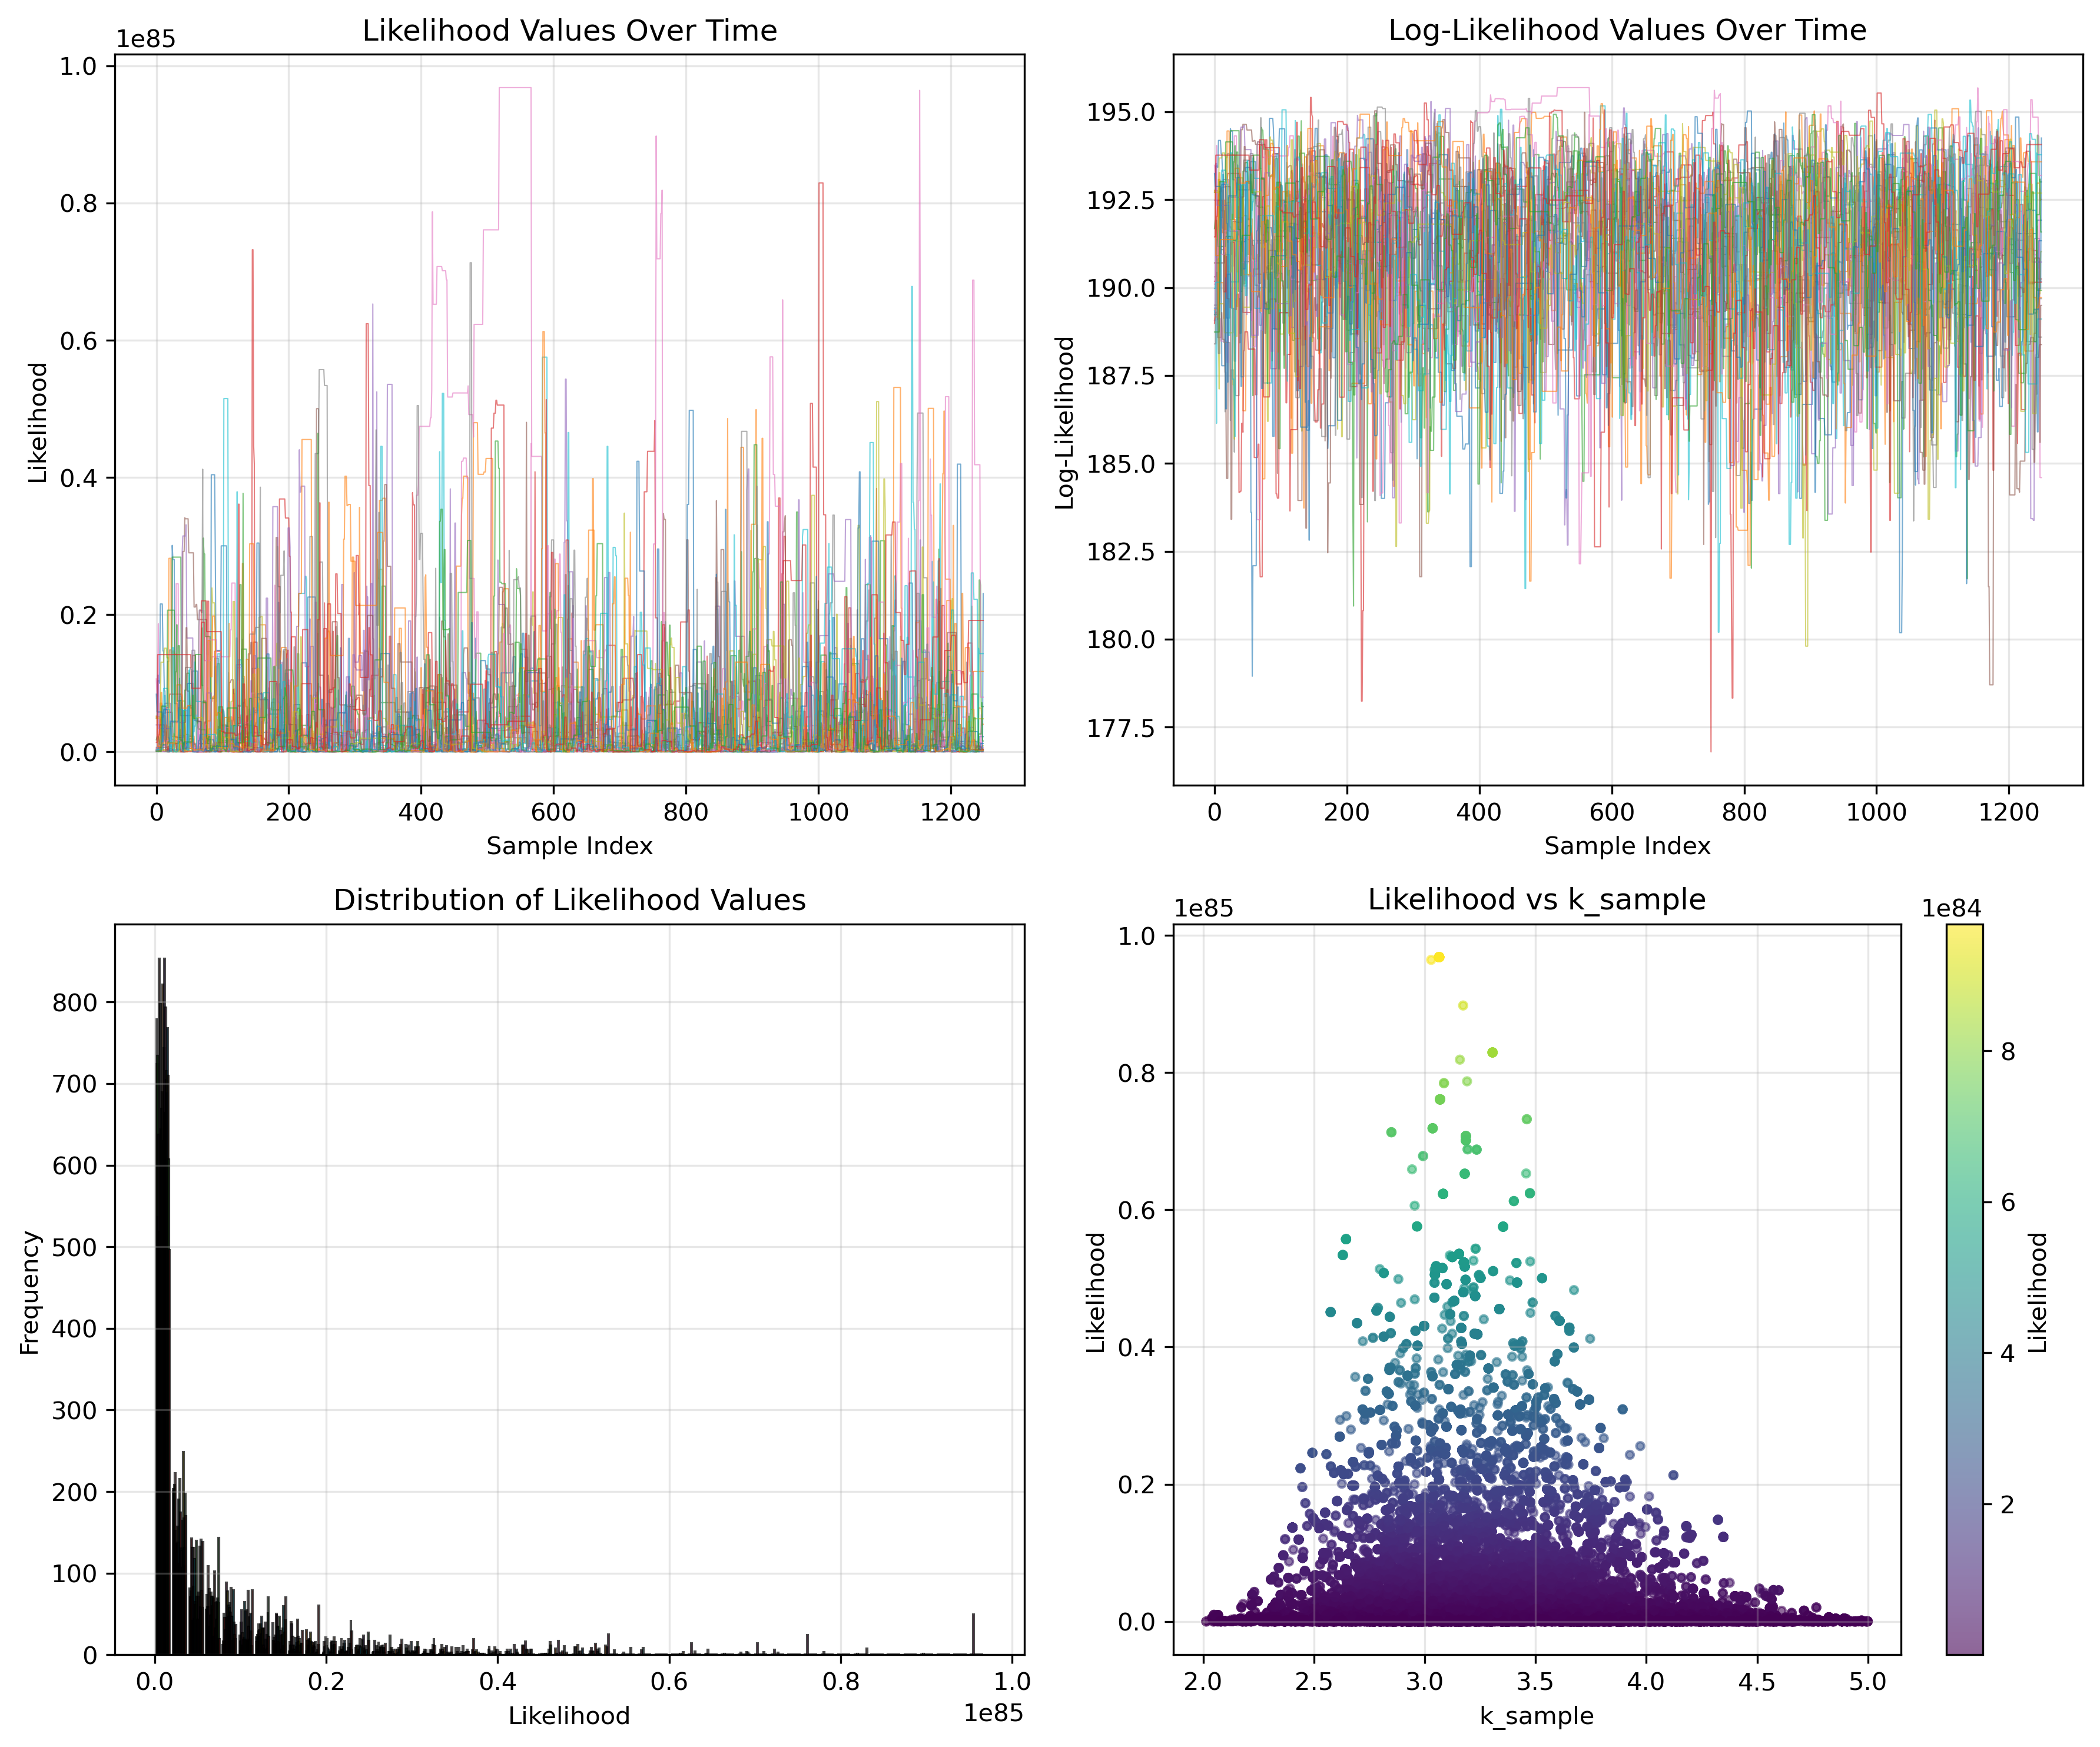 Likelihood Values Over Time
1e85
1.0
0.8
0.6
0.4
0.2
0.0
Likelihood
0 200 400 600 800 1000 1200
Sample Index
Log-Likelihood Values Over Time
195.0
192.5
190.0
187.5
185.0
182.5
180.0
177.5
Log-Likelihood
0 200 400 600 800 1000 1200
Sample Index
Distribution of Likelihood Values
800
700
600
500
400
300
200
100
0
Frequency
0.0 0.2 0.4 0.6 0.8 1.0
1e85
Likelihood
Likelihood vs k_sample
1e85
1.0
0.8
0.6
0.4
0.2
0.0
Likelihood
2.0 2.5 3.0 3.5 4.0 4.5 5.0
k_sample
1e84
8
6
4
2
Likelihood